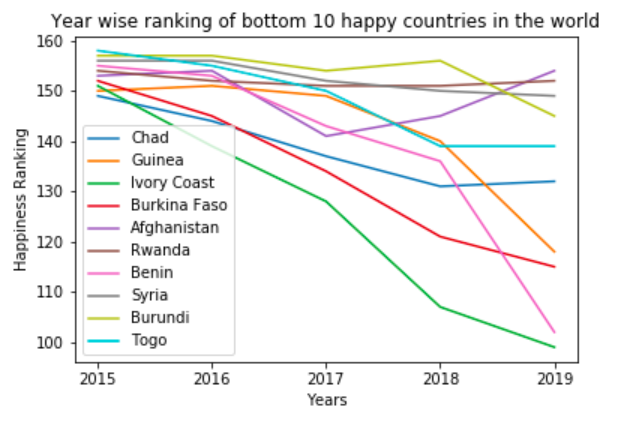 Year wise ranking of bottom 10 happy countries in the world
160
150
140
130
120
110
100
Happiness Ranking
Chad
Guinea
Ivory Coast
Burkina Faso
Afghanistan
Rwanda
Benin
Syria
Burundi
Togo
2015 2016 2017 2018 2019
Years